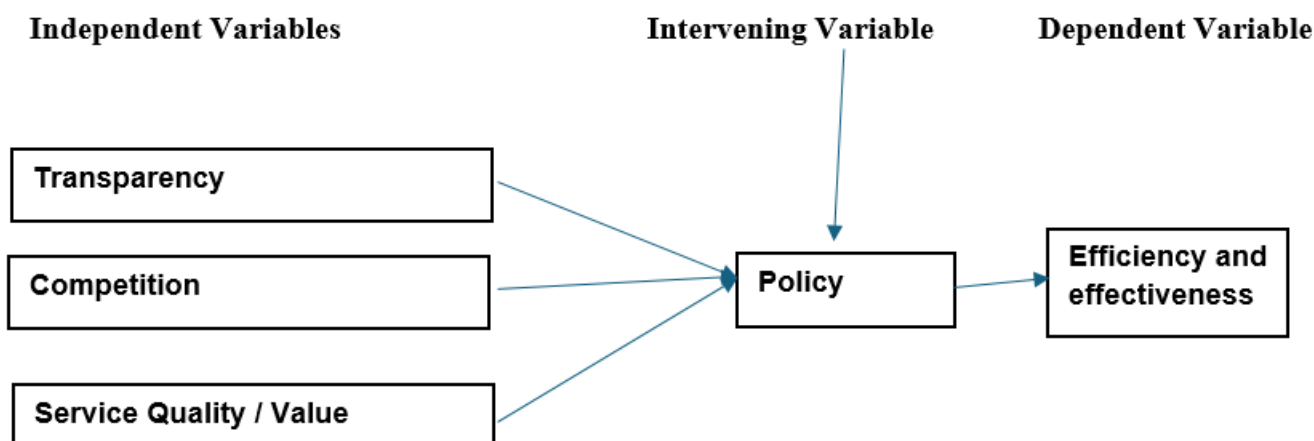 Independent Variables
Intervening Variable
Dependent Variable
Transparency
Competition
Service Quality / Value
Policy
Efficiency and
effectiveness